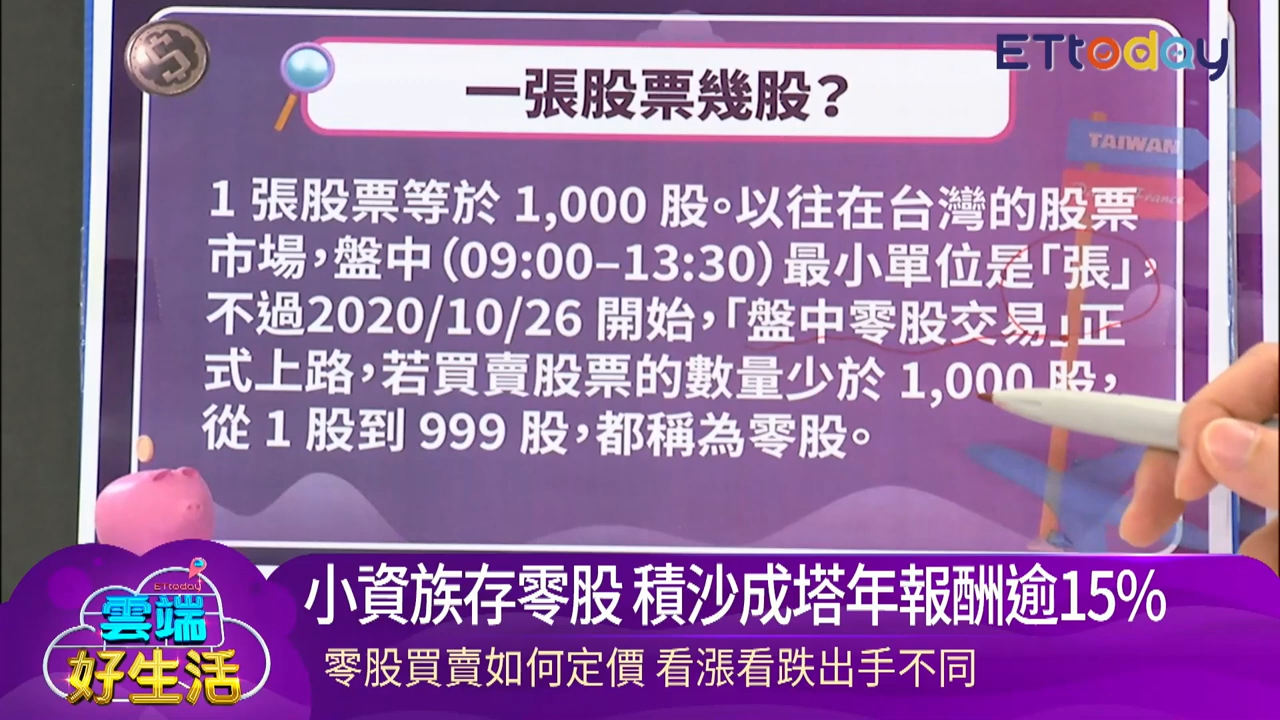 ETtoday
一張股票幾股？
TAIWAN
France
1 張股票等於 1,000 股。以往在台灣的股票
市場，盤中（09:00–13:30）最小單位是「張」，
不過2020/10/26 開始，「盤中零股交易」正
式上路，若買賣股票的數量少於 1,000 股，
從 1 股到 999 股，都稱為零股。
ETtoday
雲端
好生活
小資族存零股 積沙成塔年報酬逾15%
零股買賣如何定價 看漲看跌出手不同